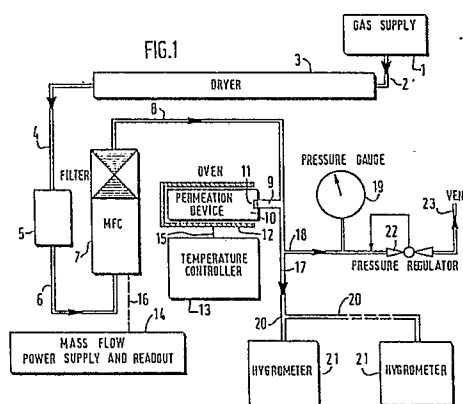 FIG.1
GAS SUPPLY
1
2
3
DRYER
4
8
FILTER
MFC
5
7
6
16
14
MASS FLOW
POWER SUPPLY AND READOUT
OVEN
11
9
PERMEATION
DEVICE
10
12
15
TEMPERATURE
CONTROLLER
13
PRESSURE GAUGE
19
18
17
VEN
23
22
PRESSURE REGULATOR
20
20
HYGROMETER
21
21
HYGROMETER